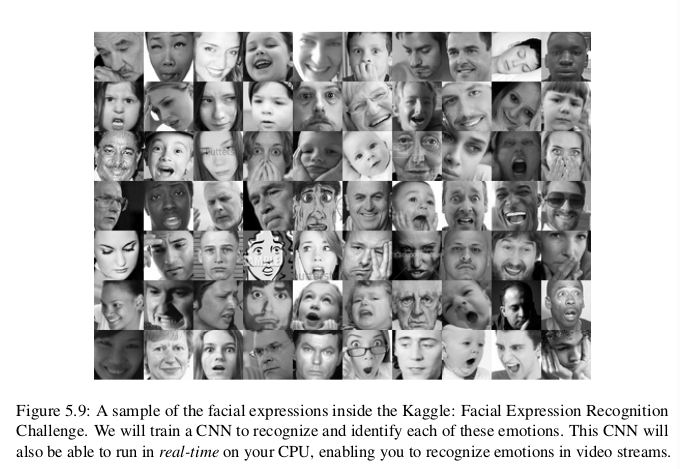 Figure 5.9: A sample of the facial expressions inside the Kaggle: Facial Expression Recognition
Challenge. We will train a CNN to recognize and identify each of these emotions. This CNN will
also be able to run in real-time on your CPU, enabling you to recognize emotions in video streams.